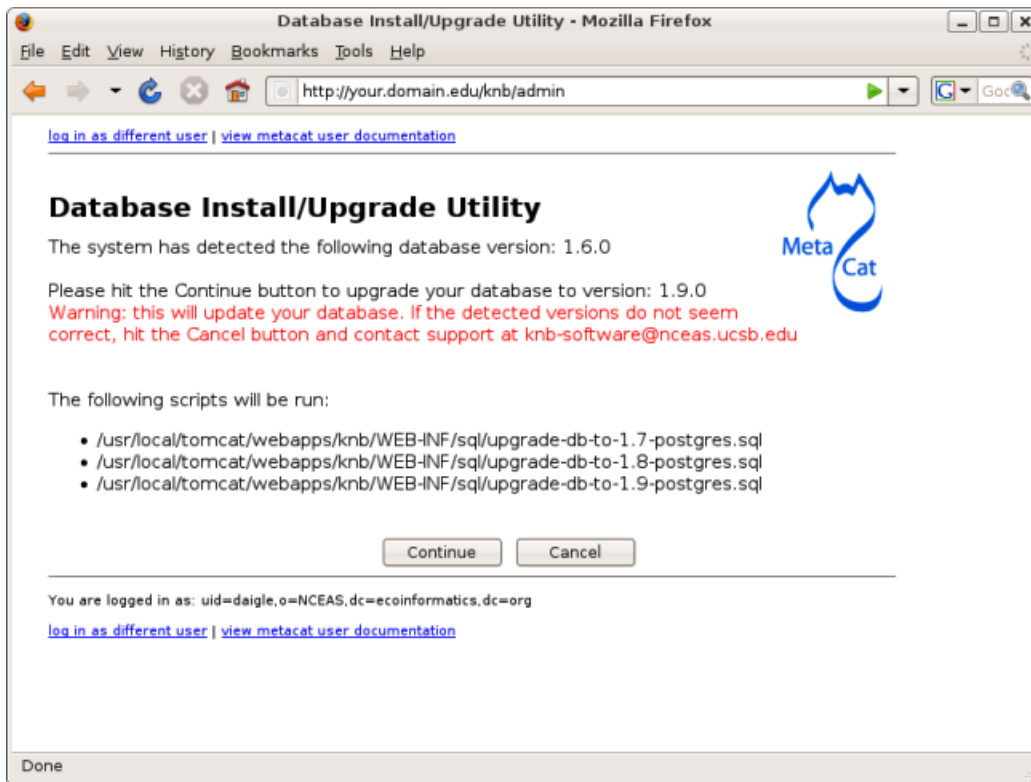 Database Install/Upgrade Utility - Mozilla Firefox
File Edit View History Bookmarks Tools Help
http://your.domain.edu/knb/admin
G
log in as different user | view metacat user documentation
Database Install/Upgrade Utility
The system has detected the following database version: 1.6.0
Meta
Cat
Please hit the Continue button to upgrade your database to version: 1.9.0
Warning: this will update your database. If the detected versions do not seem
correct, hit the Cancel button and contact support at knb-software@nceas.ucsb.edu
The following scripts will be run:
• /usr/local/tomcat/webapps/knb/WEB-INF/sql/upgrade-db-to-1.7-postgres.sql
• /usr/local/tomcat/webapps/knb/WEB-INF/sql/upgrade-db-to-1.8-postgres.sql
• /usr/local/tomcat/webapps/knb/WEB-INF/sql/upgrade-db-to-1.9-postgres.sql
Continue Cancel
You are logged in as: uid=daigle,o=NCEAS,dc=ecoinformatics,dc=org
log in as different user | view metacat user documentation
Done